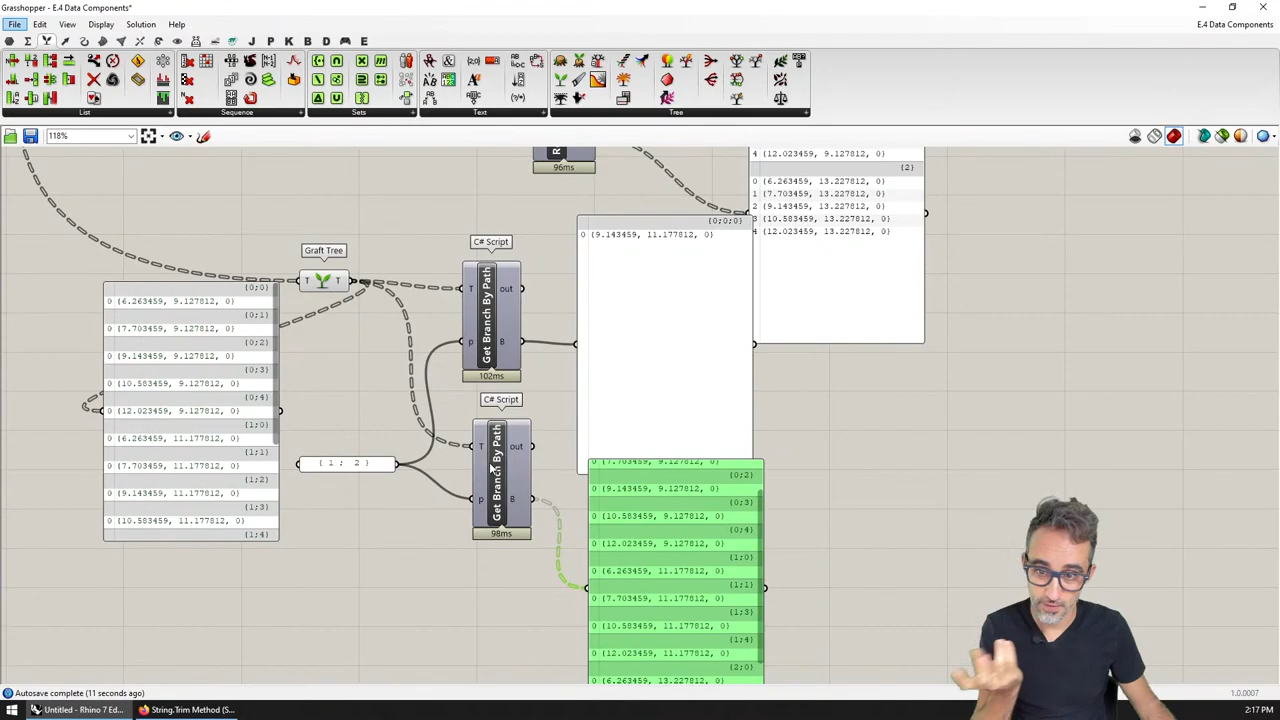 Grasshopper - E.4 Data Components*
File Edit View Display Solution Help
E.4 Data Components*
J P K B D E
List
Sequence
Sets
Text
Tree
118%
96ms
4 {12.023459, 9.127812, 0}
{2}
0 {6.263459, 13.227812, 0}
1 {7.703459, 13.227812, 0}
2 {9.143459, 13.227812, 0}
3 {10.583459, 13.227812, 0}
4 {12.023459, 13.227812, 0}
{0;0;0}
0 {9.143459, 11.177812, 0}
Graft Tree
T T
C# Script
T
p
Get Branch By Path
out
B
102ms
{0;0}
0 {6.263459, 9.127812, 0}
{0;1}
0 {7.703459, 9.127812, 0}
{0;2}
0 {9.143459, 9.127812, 0}
{0;3}
0 {10.583459, 9.127812, 0}
{0;4}
0 {12.023459, 9.127812, 0}
{1;0}
0 {6.263459, 11.177812, 0}
{1;1}
0 {7.703459, 11.177812, 0}
{1;2}
0 {9.143459, 11.177812, 0}
{1;3}
0 {10.583459, 11.177812, 0}
{1;4}
{ 1 ; 2 }
C# Script
T
p
Get Branch By Path
out
B
98ms
0 {7.703459, 9.127812, 0}
{0;2}
0 {9.143459, 9.127812, 0}
{0;3}
0 {10.583459, 9.127812, 0}
{0;4}
0 {12.023459, 9.127812, 0}
{1;0}
0 {6.263459, 11.177812, 0}
{1;1}
0 {7.703459, 11.177812, 0}
{1;3}
0 {10.583459, 11.177812, 0}
{1;4}
0 {12.023459, 11.177812, 0}
{2;0}
0 {6.263459, 13.227812, 0}
Autosave complete (11 seconds ago)
1.0.0007
Untitled - Rhino 7 Ed...
String.Trim Method (S...
2:17 PM